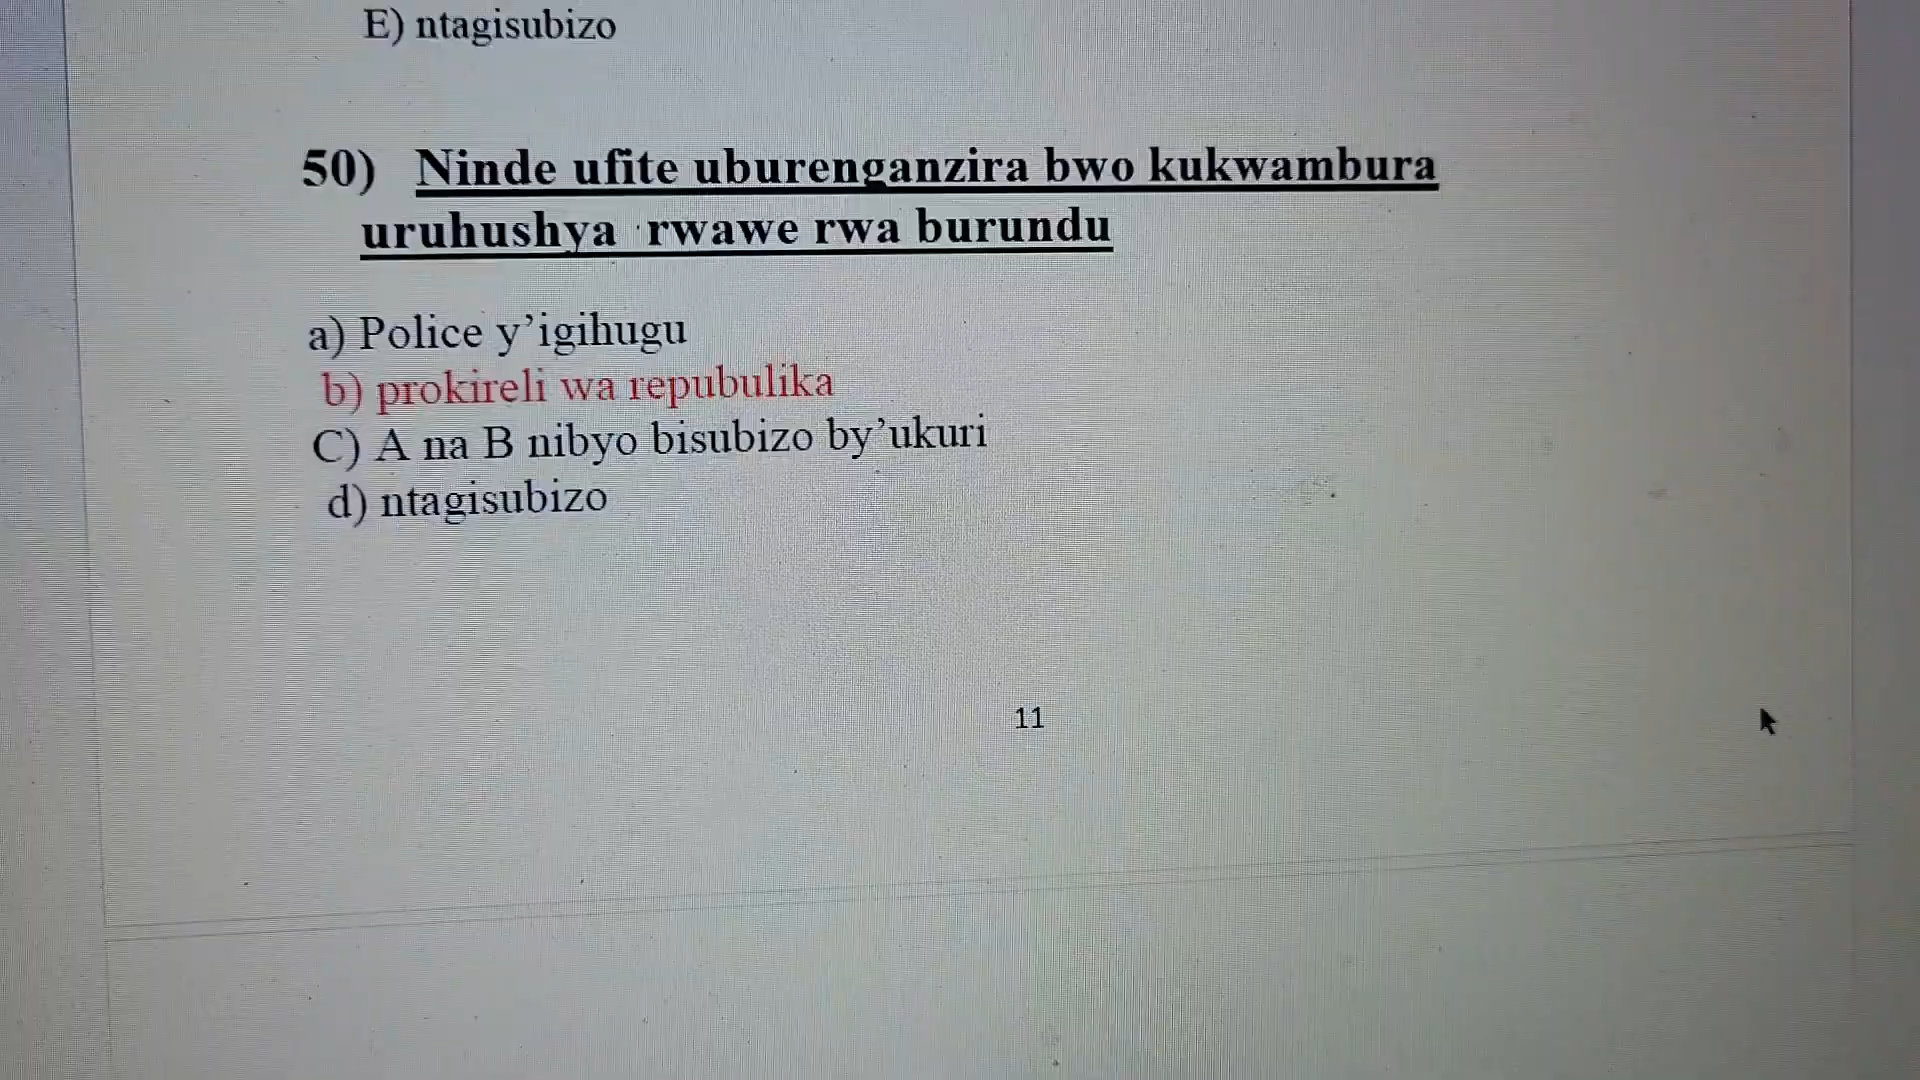 E) ntagisubizo
50) Ninde ufite uburenganzira bwo kukwambura
uruhushya rwawe rwa burundu
a) Police y’igihugu
b) prokireli wa repubulika
C) A na B nibyo bisubizo by’ukuri
d) ntagisubizo
11